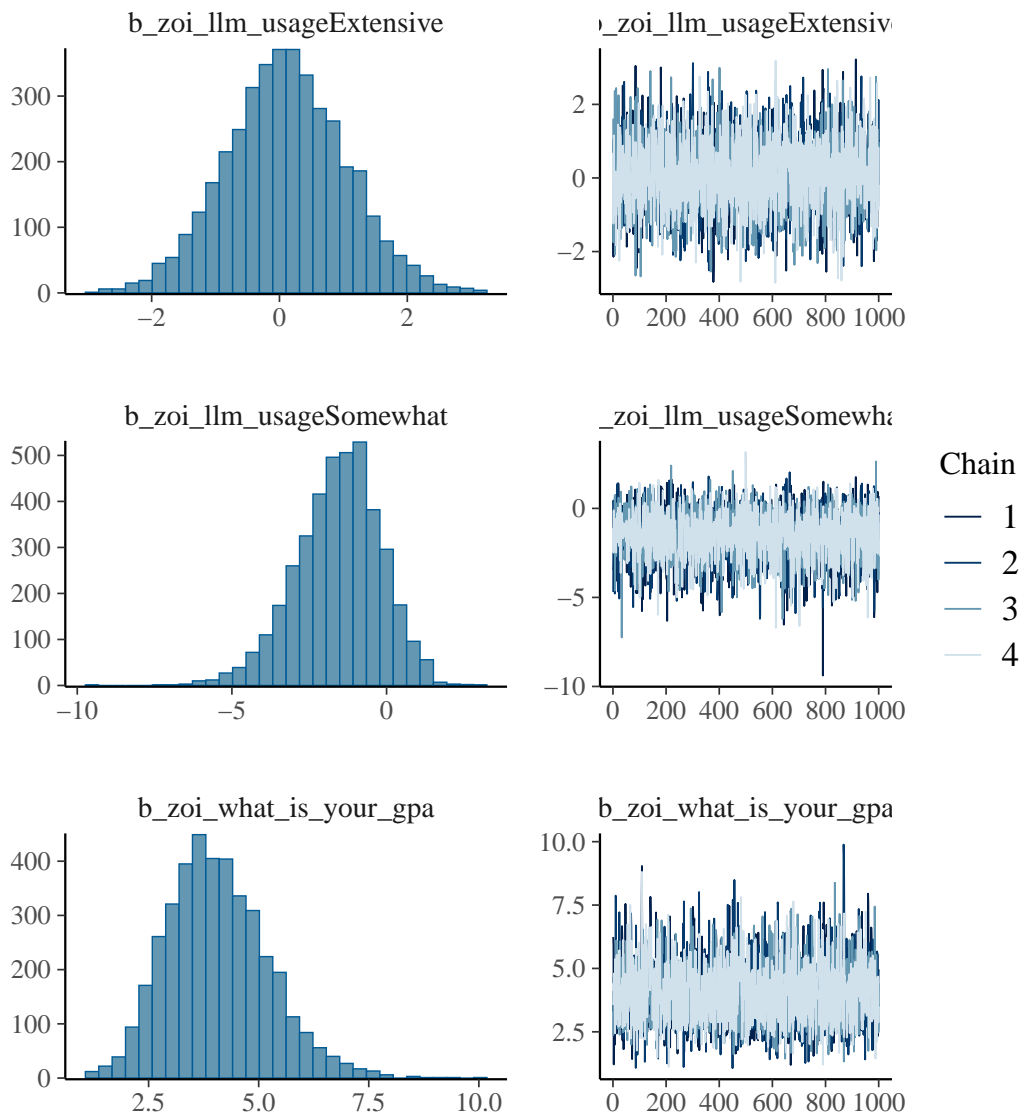 b_zoi_llm_usageExtensive
300
200
100
0
−2 0 2
b_zoi_llm_usageExtensiv
2
0
−2
0 200 400 600 800 1000
b_zoi_llm_usageSomewhat
500
400
300
200
100
0
−10 −5 0
_zoi_llm_usageSomewha
0
−5
−10
0 200 400 600 800 1000
Chain
1
2
3
4
b_zoi_what_is_your_gpa
400
300
200
100
0
2.5 5.0 7.5 10.0
b_zoi_what_is_your_gpa
10.0
7.5
5.0
2.5
0 200 400 600 800 1000